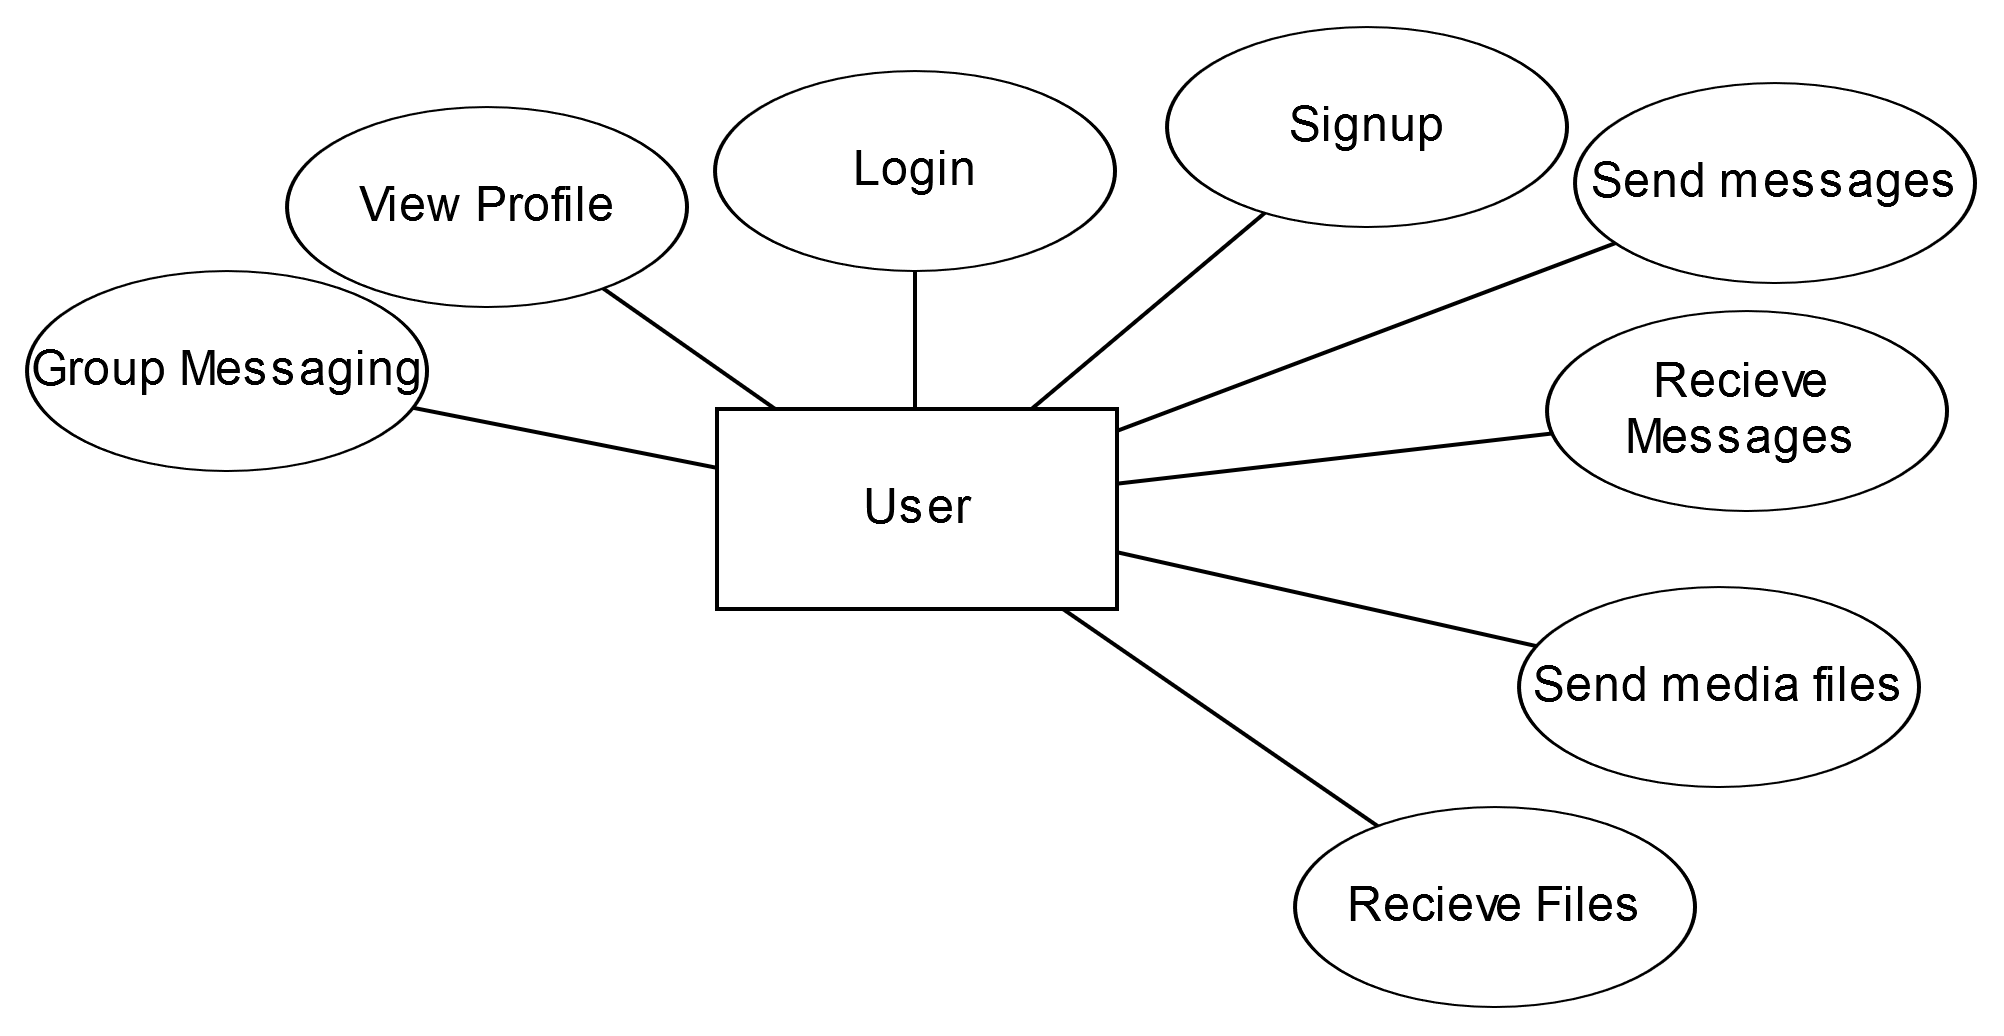 Signup
Login
Send messages
View Profile
Group Messaging
Recieve
Messages
User
Send media files
Recieve Files